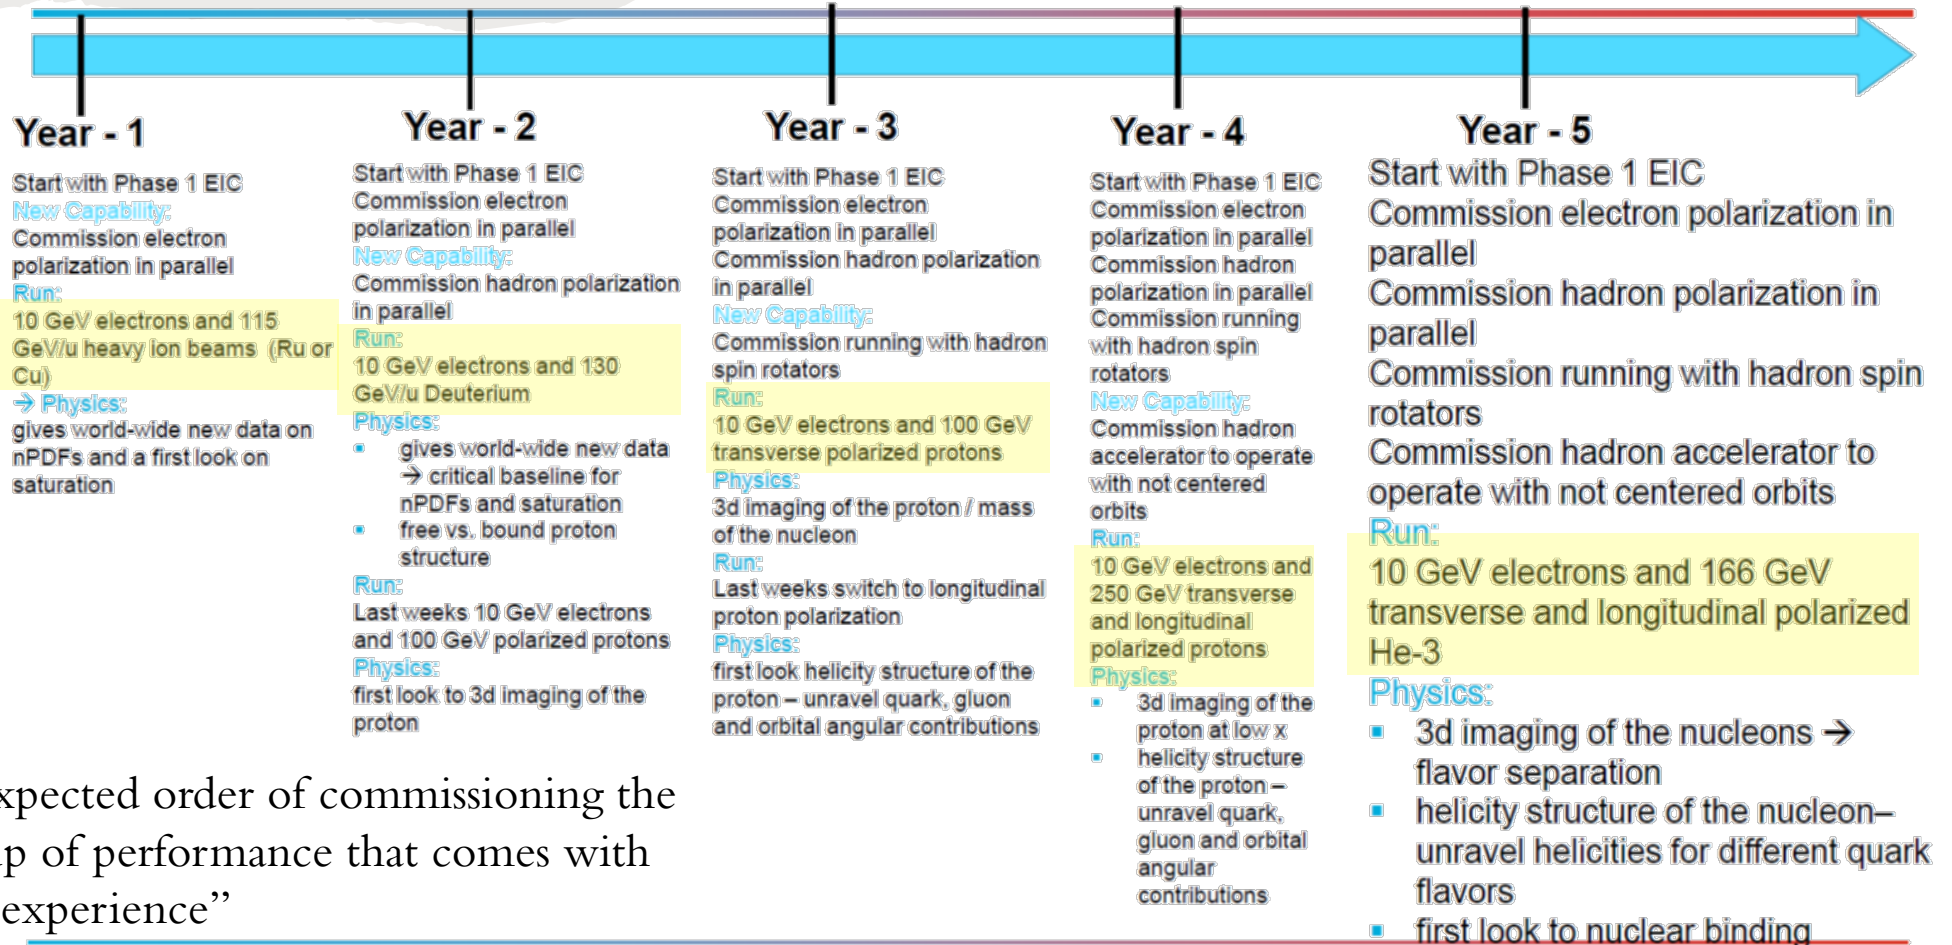 Year - 1
Start with Phase 1 EIC
New Capability:
Commission electron
polarization in parallel
Run:
10 GeV electrons and 115
GeV/u heavy ion beams (Ru or
Cu)
→ Physics:
gives world-wide new data on
nPDFs and a first look on
saturation
Year - 2
Start with Phase 1 EIC
Commission electron
polarization in parallel
New Capability:
Commission hadron polarization
in parallel
Run:
10 GeV electrons and 130
GeV/u Deuterium
Physics:
▪ gives world-wide new data
→ critical baseline for
nPDFs and saturation
▪ free vs. bound proton
structure
Run:
Last weeks 10 GeV electrons
and 100 GeV polarized protons
Physics:
first look to 3d imaging of the
proton
Year - 3
Start with Phase 1 EIC
Commission electron
polarization in parallel
Commission hadron polarization
in parallel
New Capability:
Commission running with hadron
spin rotators
Run:
10 GeV electrons and 100 GeV
transverse polarized protons
Physics:
3d imaging of the proton / mass
of the nucleon
Run:
Last weeks switch to longitudinal
proton polarization
Physics:
first look helicity structure of the
proton – unravel quark, gluon
and orbital angular contributions
Year - 4
Start with Phase 1 EIC
Commission electron
polarization in parallel
Commission hadron
polarization in parallel
Commission running
with hadron spin
rotators
New Capability:
Commission hadron
accelerator to operate
with not centered
orbits
Run:
10 GeV electrons and
250 GeV transverse
and longitudinal
polarized protons
Physics:
▪ 3d imaging of the
proton at low x
▪ helicity structure
of the proton –
unravel quark,
gluon and orbital
angular
contributions
Year - 5
Start with Phase 1 EIC
Commission electron polarization in
parallel
Commission hadron polarization in
parallel
Commission running with hadron spin
rotators
Commission hadron accelerator to
operate with not centered orbits
Run:
10 GeV electrons and 166 GeV
transverse and longitudinal polarized
He-3
Physics:
▪ 3d imaging of the nucleons →
flavor separation
▪ helicity structure of the nucleon–
unravel helicities for different quark
flavors
▪ first look to nuclear binding
xpected order of commissioning the
p of performance that comes with
experience”